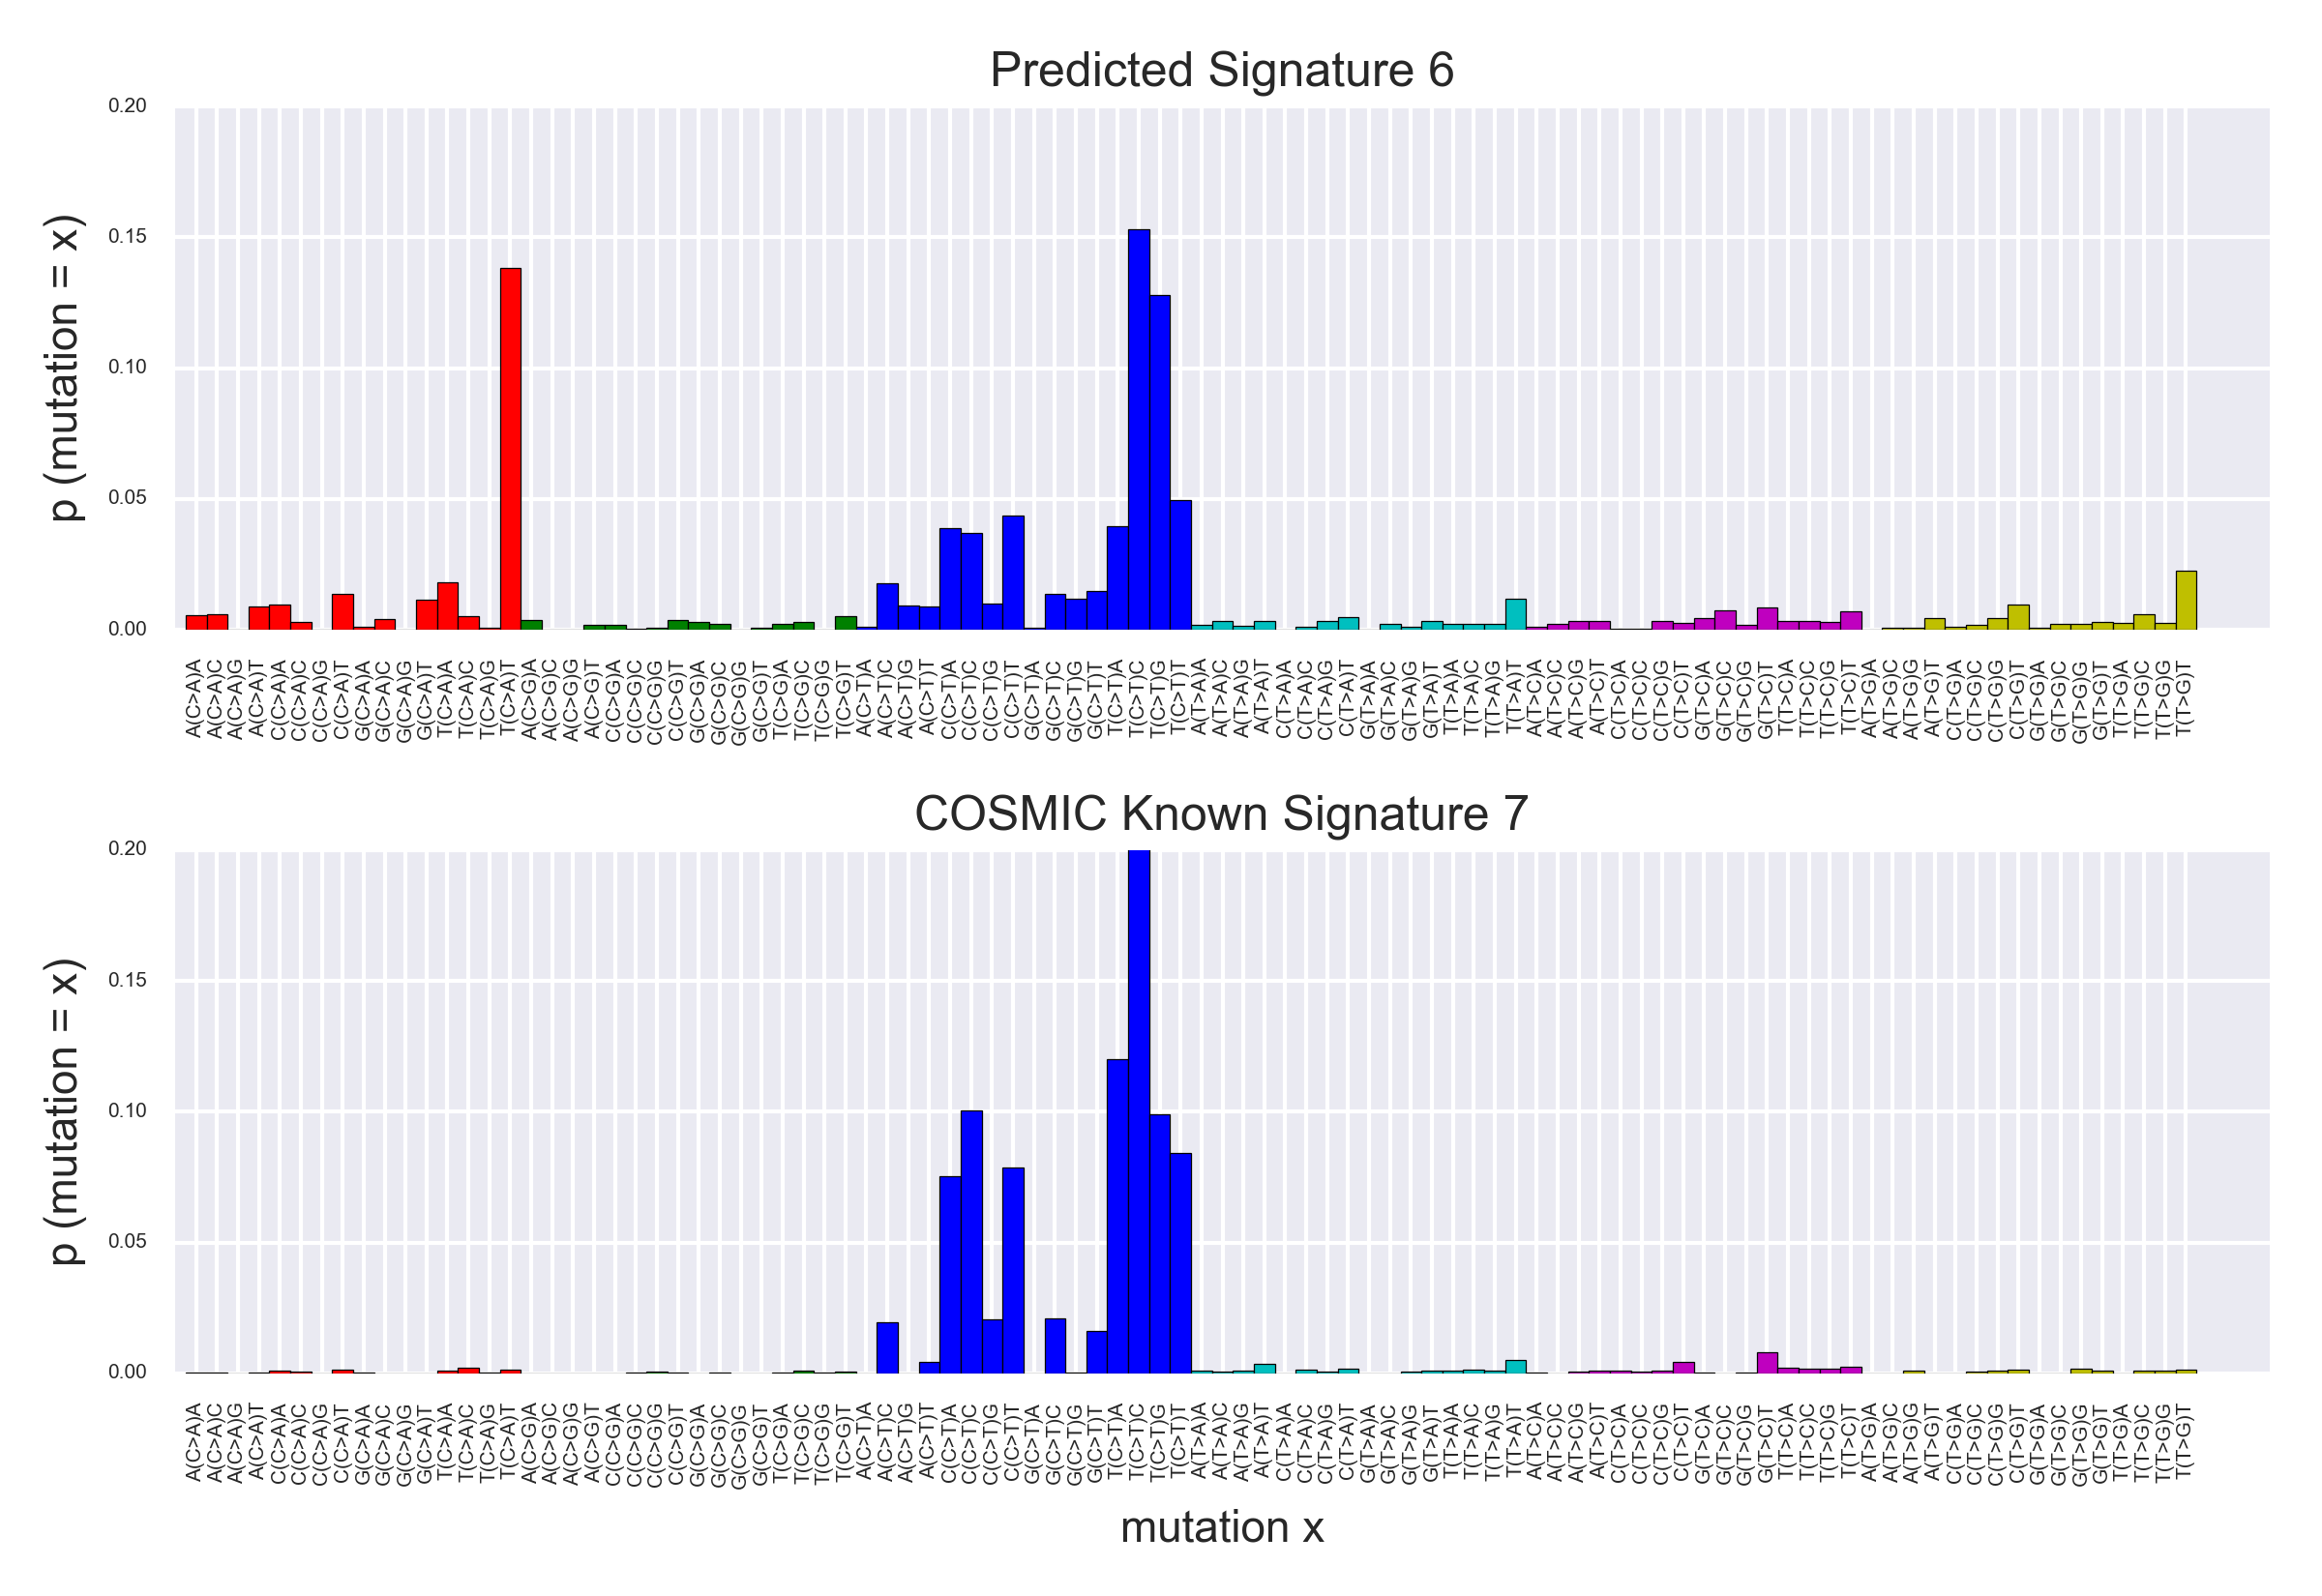 Predicted Signature 6
0.20
0.15
0.10
0.05
0.00
p (mutation = x)
A(C>A)A
A(C>A)C
A(C>A)G
A(C>A)T
C(C>A)A
C(C>A)C
C(C>A)G
C(C>A)T
G(C>A)A
G(C>A)C
G(C>A)G
G(C>A)T
T(C>A)A
T(C>A)C
T(C>A)G
T(C>A)T
A(C>G)A
A(C>G)C
A(C>G)G
A(C>G)T
C(C>G)A
C(C>G)C
C(C>G)G
C(C>G)T
G(C>G)A
G(C>G)C
G(C>G)G
G(C>G)T
T(C>G)A
T(C>G)C
T(C>G)G
T(C>G)T
A(C>T)A
A(C>T)C
A(C>T)G
A(C>T)T
C(C>T)A
C(C>T)C
C(C>T)G
C(C>T)T
G(C>T)A
G(C>T)C
G(C>T)G
G(C>T)T
T(C>T)A
T(C>T)C
T(C>T)G
T(C>T)T
A(T>A)A
A(T>A)C
A(T>A)G
A(T>A)T
C(T>A)A
C(T>A)C
C(T>A)G
C(T>A)T
G(T>A)A
G(T>A)C
G(T>A)G
G(T>A)T
T(T>A)A
T(T>A)C
T(T>A)G
T(T>A)T
A(T>C)A
A(T>C)C
A(T>C)G
A(T>C)T
C(T>C)A
C(T>C)C
C(T>C)G
C(T>C)T
G(T>C)A
G(T>C)C
G(T>C)G
G(T>C)T
T(T>C)A
T(T>C)C
T(T>C)G
T(T>C)T
A(T>G)A
A(T>G)C
A(T>G)G
A(T>G)T
C(T>G)A
C(T>G)C
C(T>G)G
C(T>G)T
G(T>G)A
G(T>G)C
G(T>G)G
G(T>G)T
T(T>G)A
T(T>G)C
T(T>G)G
T(T>G)T
COSMIC Known Signature 7
0.20
0.15
0.10
0.05
0.00
p (mutation = x)
A(C>A)A
A(C>A)C
A(C>A)G
A(C>A)T
C(C>A)A
C(C>A)C
C(C>A)G
C(C>A)T
G(C>A)A
G(C>A)C
G(C>A)G
G(C>A)T
T(C>A)A
T(C>A)C
T(C>A)G
T(C>A)T
A(C>G)A
A(C>G)C
A(C>G)G
A(C>G)T
C(C>G)A
C(C>G)C
C(C>G)G
C(C>G)T
G(C>G)A
G(C>G)C
G(C>G)G
G(C>G)T
T(C>G)A
T(C>G)C
T(C>G)G
T(C>G)T
A(C>T)A
A(C>T)C
A(C>T)G
A(C>T)T
C(C>T)A
C(C>T)C
C(C>T)G
C(C>T)T
G(C>T)A
G(C>T)C
G(C>T)G
G(C>T)T
T(C>T)A
T(C>T)C
T(C>T)G
T(C>T)T
A(T>A)A
A(T>A)C
A(T>A)G
A(T>A)T
C(T>A)A
C(T>A)C
C(T>A)G
C(T>A)T
G(T>A)A
G(T>A)C
G(T>A)G
G(T>A)T
T(T>A)A
T(T>A)C
T(T>A)G
T(T>A)T
A(T>C)A
A(T>C)C
A(T>C)G
A(T>C)T
C(T>C)A
C(T>C)C
C(T>C)G
C(T>C)T
G(T>C)A
G(T>C)C
G(T>C)G
G(T>C)T
T(T>C)A
T(T>C)C
T(T>C)G
T(T>C)T
A(T>G)A
A(T>G)C
A(T>G)G
A(T>G)T
C(T>G)A
C(T>G)C
C(T>G)G
C(T>G)T
G(T>G)A
G(T>G)C
G(T>G)G
G(T>G)T
T(T>G)A
T(T>G)C
T(T>G)G
T(T>G)T
mutation x